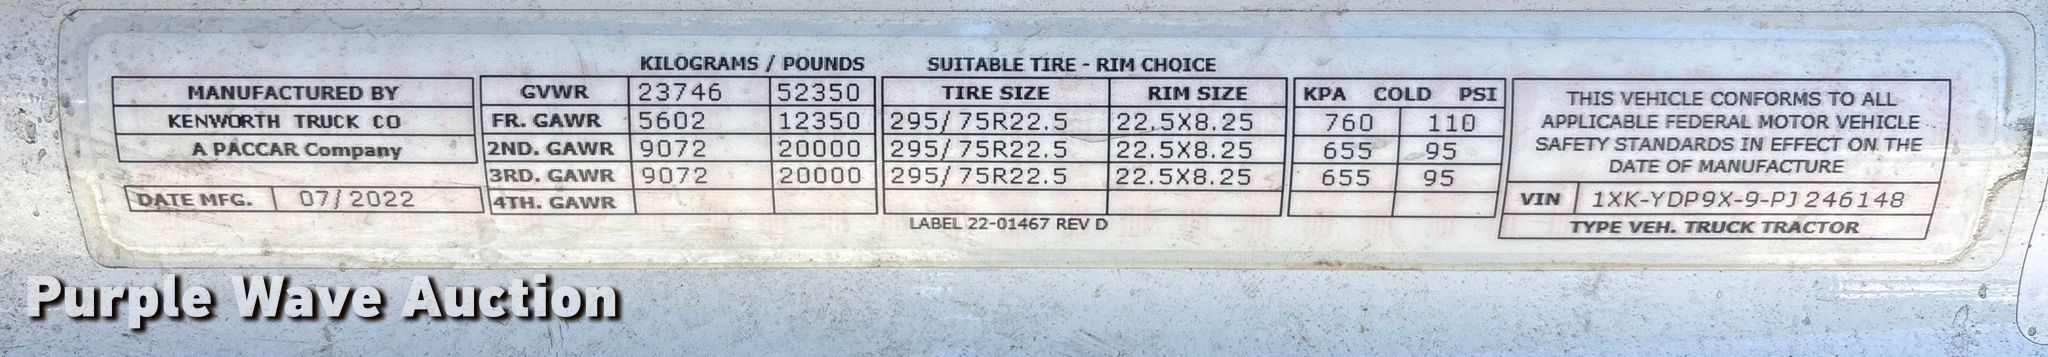 KILOGRAMS / POUNDS SUITABLE TIRE - RIM CHOICE
MANUFACTURED BY GVWR 23746 52350 TIRE SIZE RIM SIZE KPA COLD PSI
KENWORTH TRUCK CO FR. GAWR 5602 12350 295/75R22.5 22.5X8.25 760 110
A PACCAR Company 2ND. GAWR 9072 20000 295/75R22.5 22.5X8.25 655 95
3RD. GAWR 9072 20000 295/75R22.5 22.5X8.25 655 95
DATE MFG. 07/2022 4TH. GAWR
LABEL 22-01467 REV D
THIS VEHICLE CONFORMS TO ALL
APPLICABLE FEDERAL MOTOR VEHICLE
SAFETY STANDARDS IN EFFECT ON THE
DATE OF MANUFACTURE
VIN 1XK-YDP9X-9-PJ246148
TYPE VEH. TRUCK TRACTOR
Purple Wave Auction